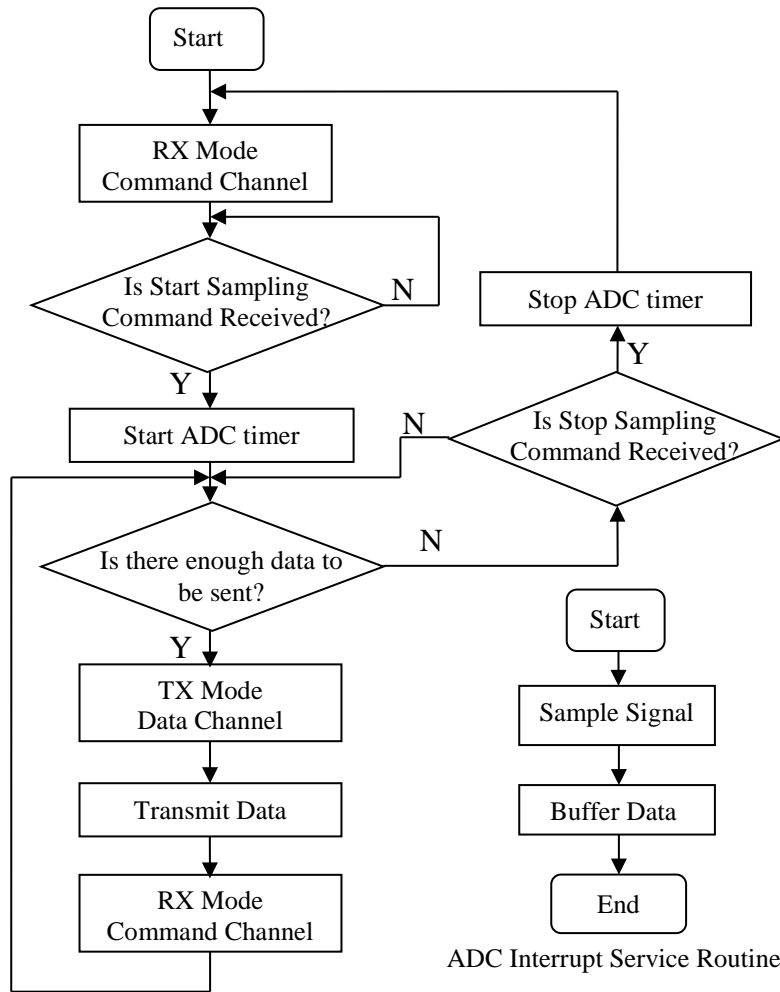 Start
RX Mode
Command Channel
Is Start Sampling
Command Received?
N
Y
Start ADC timer
Stop ADC timer
Y
Is Stop Sampling
Command Received?
N
Is there enough data to
be sent?
N
Y
TX Mode
Data Channel
Transmit Data
RX Mode
Command Channel
Start
Sample Signal
Buffer Data
End
ADC Interrupt Service Routine